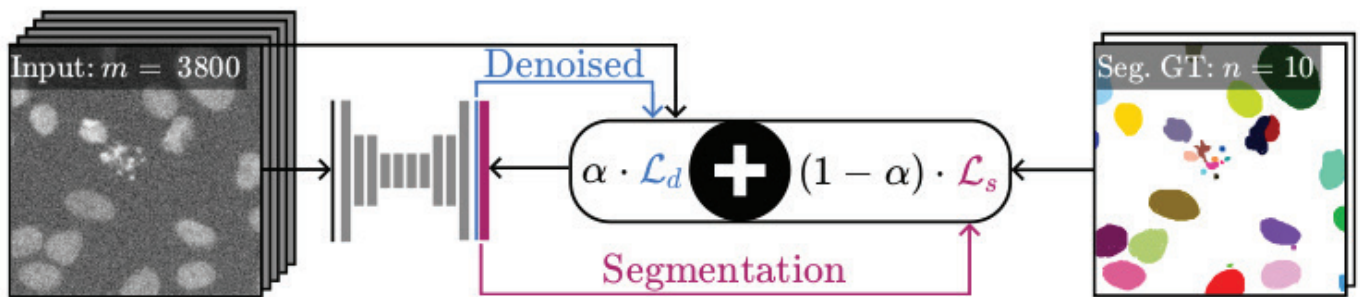 Input: m = 3800
Denoised
Seg. GT: n = 10
α · ℒd + (1 − α) · ℒs
Segmentation